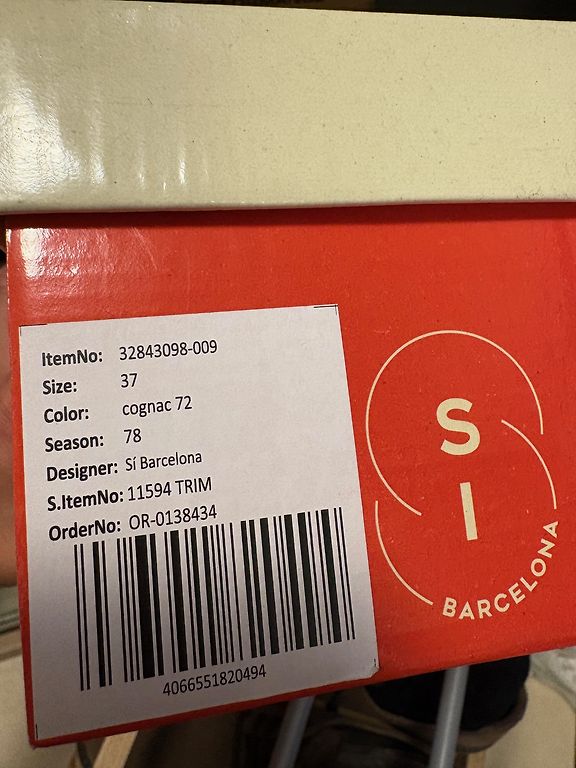 ItemNo: 32843098-009
Size: 37
Color: cognac 72
Season: 78
Designer: Sí Barcelona
S.ItemNo: 11594 TRIM
OrderNo: OR-0138434
4066551820494
S
I
BARCELONA